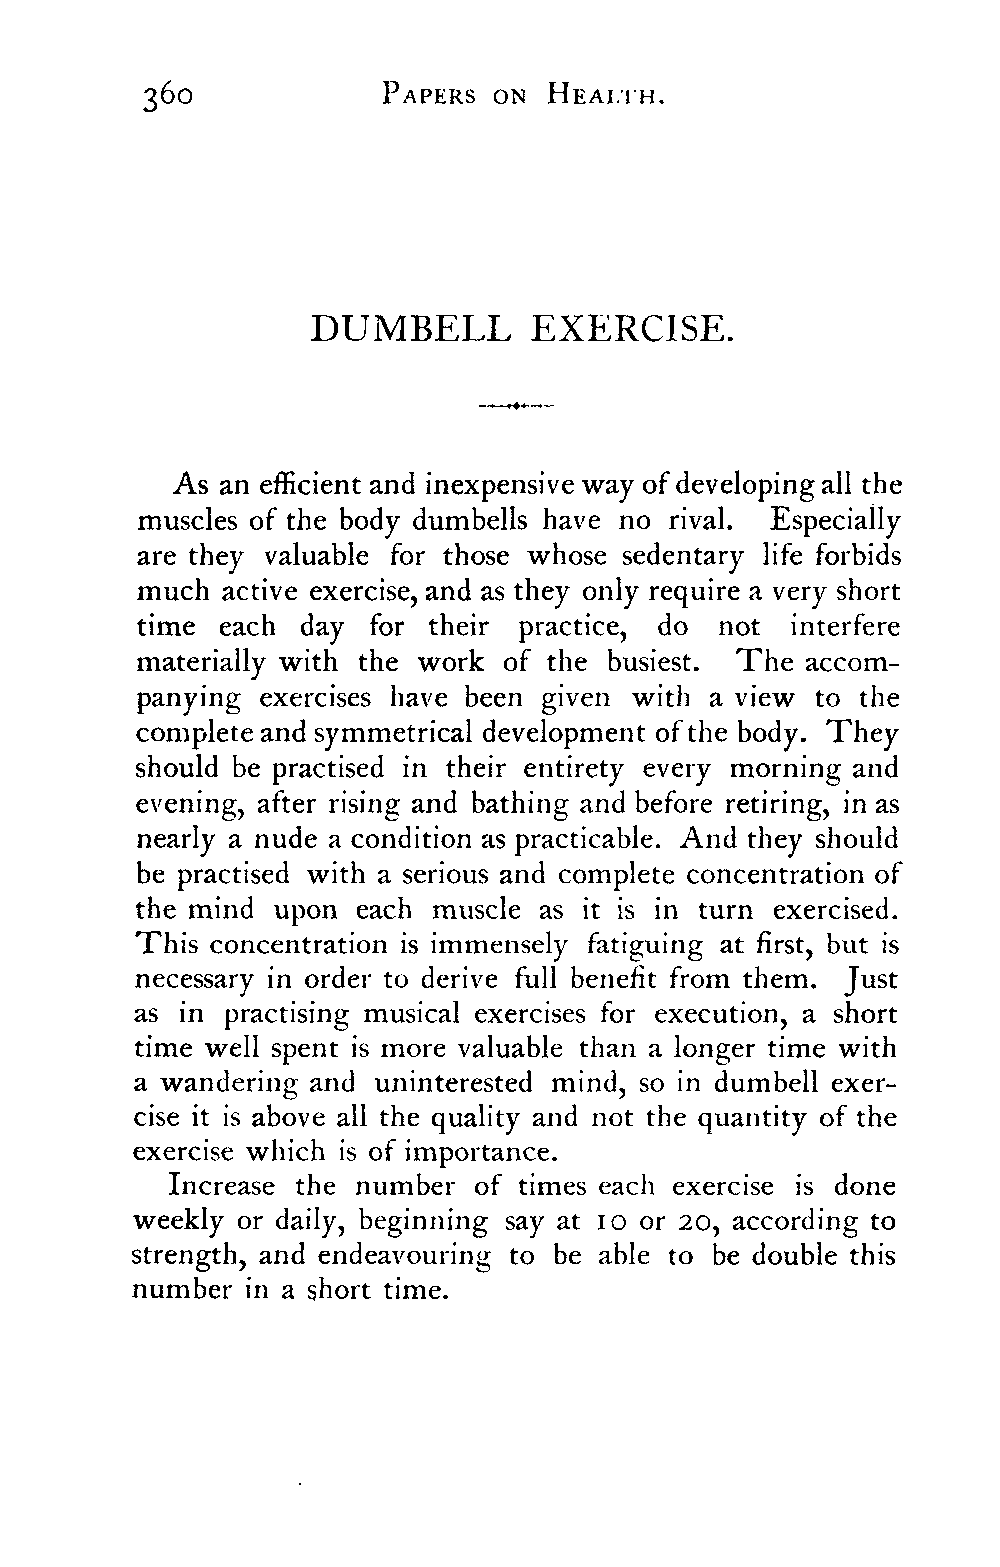 360 PAPERS ON HEALTH.
DUMBELL EXERCISE.
As an efficient and inexpensive way of developing all the
muscles of the body dumbells have no rival. Especially
are they valuable for those whose sedentary life forbids
much active exercise, and as they only require a very short
time each day for their practice, do not interfere
materially with the work of the busiest. The accom-
panying exercises have been given with a view to the
complete and symmetrical development of the body. They
should be practised in their entirety every morning and
evening, after rising and bathing and before retiring, in as
nearly a nude a condition as practicable. And they should
be practised with a serious and complete concentration of
the mind upon each muscle as it is in turn exercised.
This concentration is immensely fatiguing at first, but is
necessary in order to derive full benefit from them. Just
as in practising musical exercises for execution, a short
time well spent is more valuable than a longer time with
a wandering and uninterested mind, so in dumbell exer-
cise it is above all the quality and not the quantity of the
exercise which is of importance.
Increase the number of times each exercise is done
weekly or daily, beginning say at 10 or 20, according to
strength, and endeavouring to be able to be double this
number in a short time.